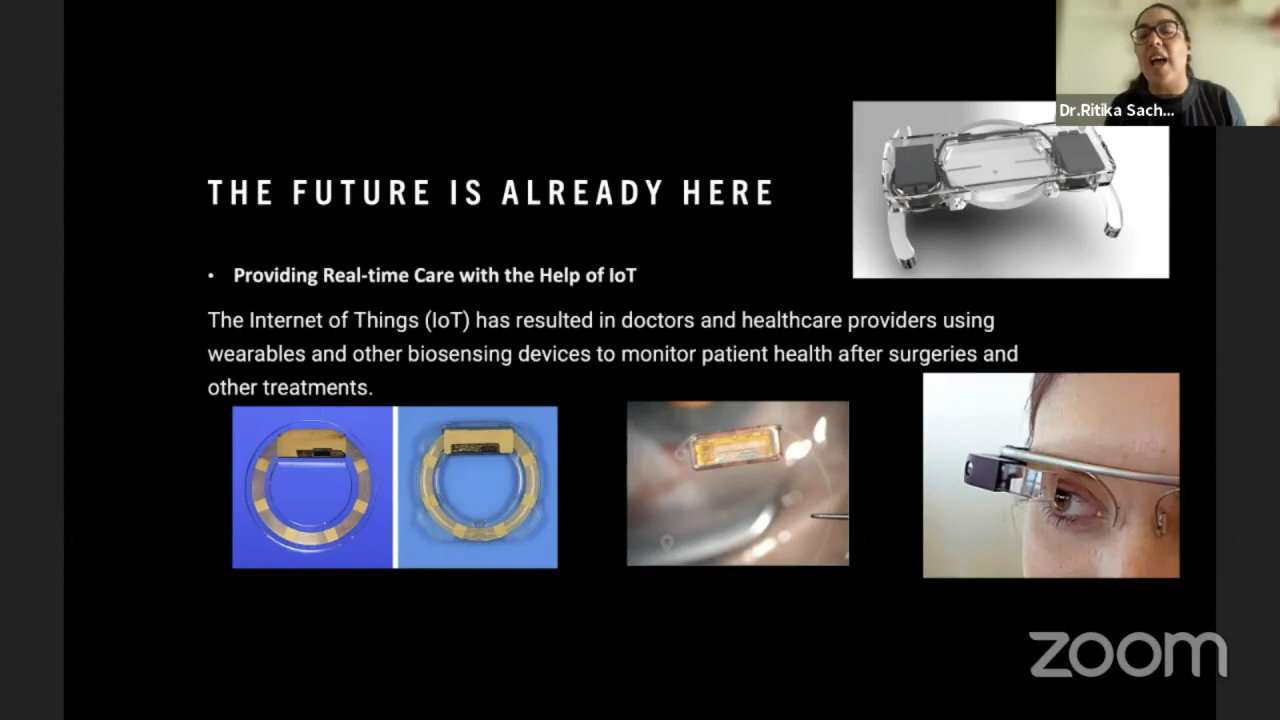 Dr.Ritika Sach...
THE FUTURE IS ALREADY HERE
• Providing Real-time Care with the Help of IoT
The Internet of Things (IoT) has resulted in doctors and healthcare providers using
wearables and other biosensing devices to monitor patient health after surgeries and
other treatments.
zoom